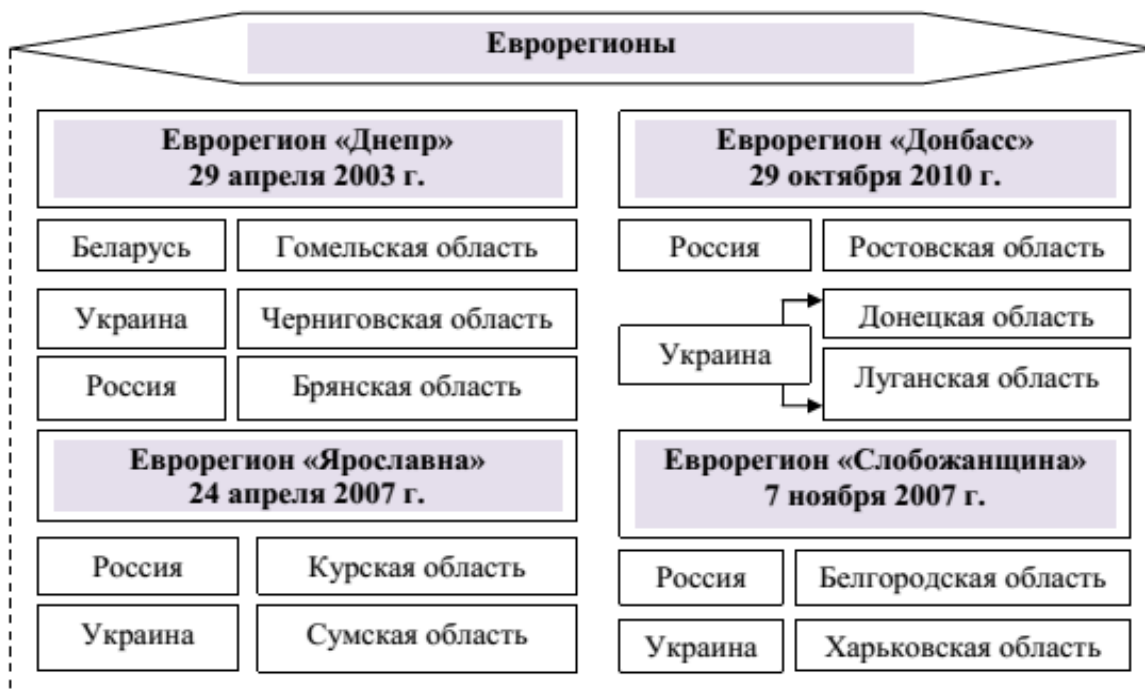 Еврорегионы
Еврорегион «Днепр»
29 апреля 2003 г.
Беларусь
Гомельская область
Украина
Черниговская область
Россия
Брянская область
Еврорегион «Ярославна»
24 апреля 2007 г.
Россия
Курская область
Украина
Сумская область
Еврорегион «Донбасс»
29 октября 2010 г.
Россия
Ростовская область
Украина
Донецкая область
Луганская область
Еврорегион «Слобожанщина»
7 ноября 2007 г.
Россия
Белгородская область
Украина
Харьковская область